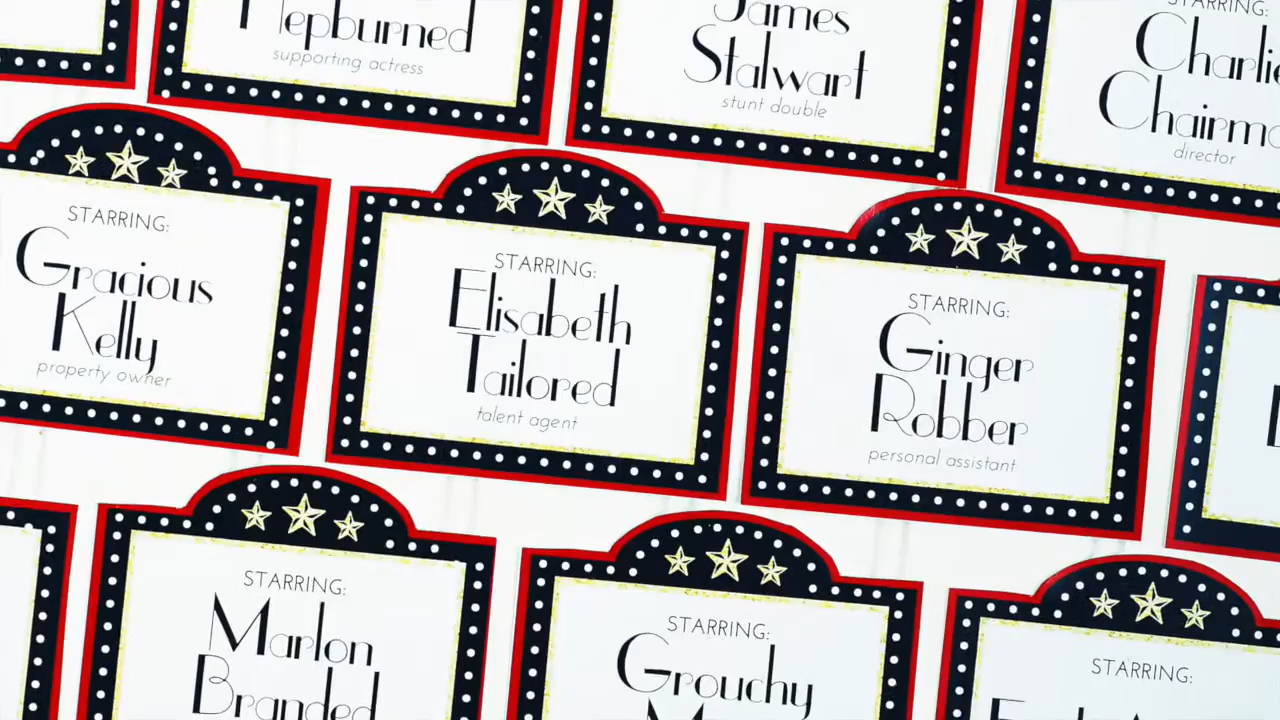 Hepburned
supporting actress
James
Stalwart
stunt double
STARRING:
Charlie
director
STARRING:
Gracious
Kelly
property owner
STARRING:
Elisabeth
Tailored
talent agent
STARRING:
Ginger
Robber
personal assistant
STARRING:
Marlon
Branded
STARRING:
Grouchy
STARRING: